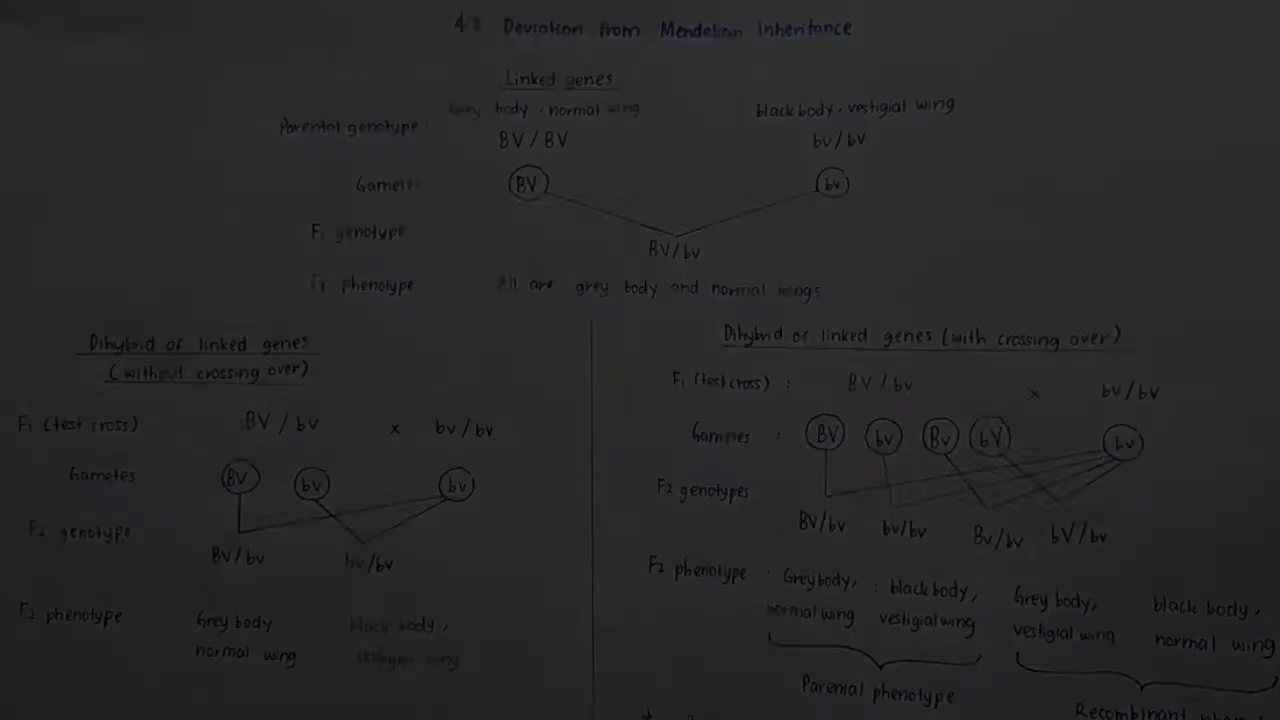 4.2 Deviation from Mendelian Inheritance
Linked genes
Grey body, normal wing
black body, vestigial wing
Parental genotype:
BV/BV
bv/bv
Gametes
BV
bv
F1 genotype
BV/bv
F1 phenotype
All are grey body and normal wings
Dihybrid of linked genes
(without crossing over)
F1 (test cross)
BV / bv x bv/bv
Gametes
BV bv bv
F2 genotype
BV/bv bv/bv
F2 phenotype
Grey body
normal wing
black body,
vestigial wing
Dihybrid of linked genes (with crossing over)
F1 (test cross) : BV / bv x bv/bv
Gametes : BV bv Bv bV bv
F2 genotypes
BV/bv bv/bv Bv/bv bV/bv
F2 phenotype
Grey body,
normal wing
: black body,
vestigial wing
Grey body,
vestigial wing
black body,
normal wing
Parental phenotype
Recombinant